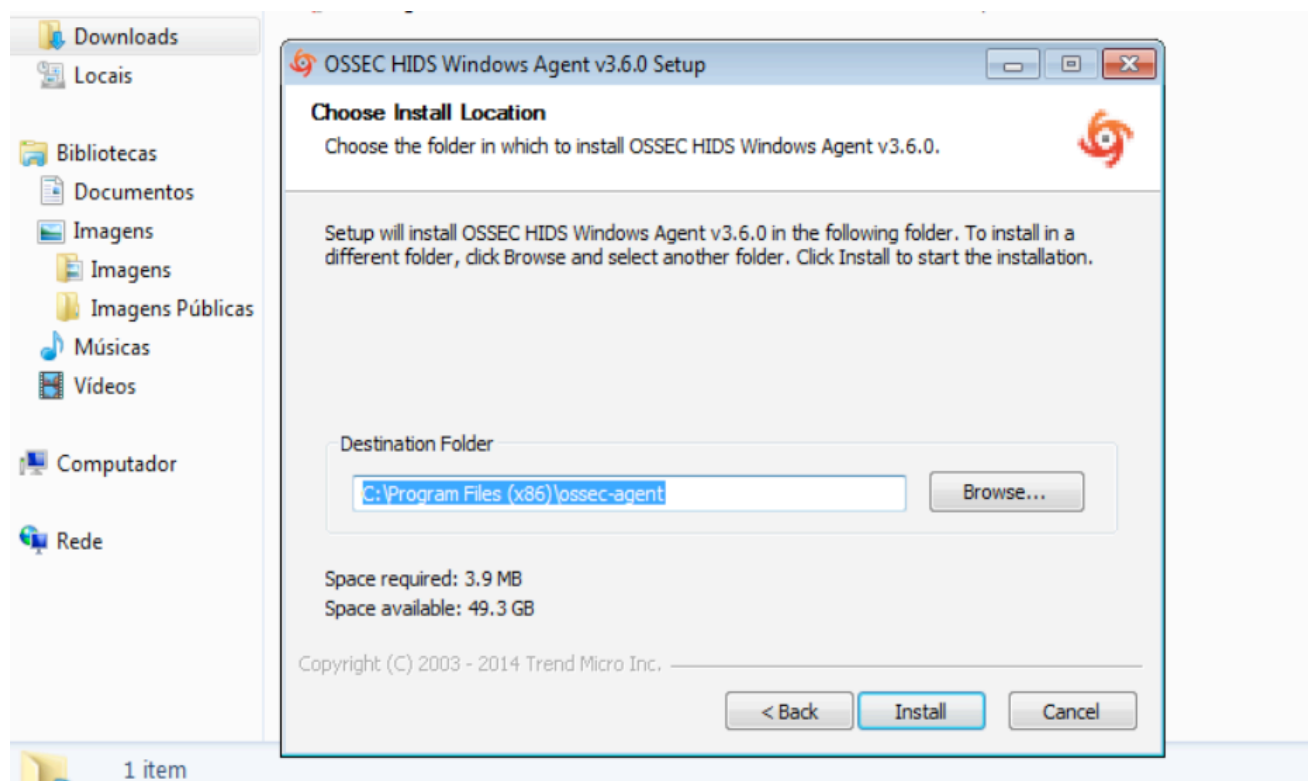 Downloads
Locais
Bibliotecas
Documentos
Imagens
Imagens
Imagens Públicas
Músicas
Vídeos
Computador
Rede
1 item
OSSEC HIDS Windows Agent v3.6.0 Setup
Choose Install Location
Choose the folder in which to install OSSEC HIDS Windows Agent v3.6.0.
Setup will install OSSEC HIDS Windows Agent v3.6.0 in the following folder. To install in a
different folder, click Browse and select another folder. Click Install to start the installation.
Destination Folder
C:\Program Files (x86)\ossec-agent
Browse...
Space required: 3.9 MB
Space available: 49.3 GB
Copyright (C) 2003 - 2014 Trend Micro Inc.
< Back
Install
Cancel